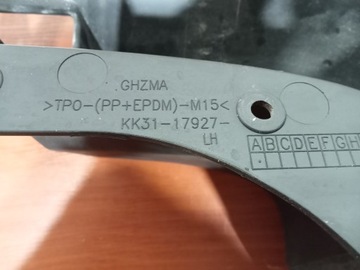 GHZMA
>TPO-(PP+EPDM)-M15<
KK31-17927-
LH
A B C D E F G H